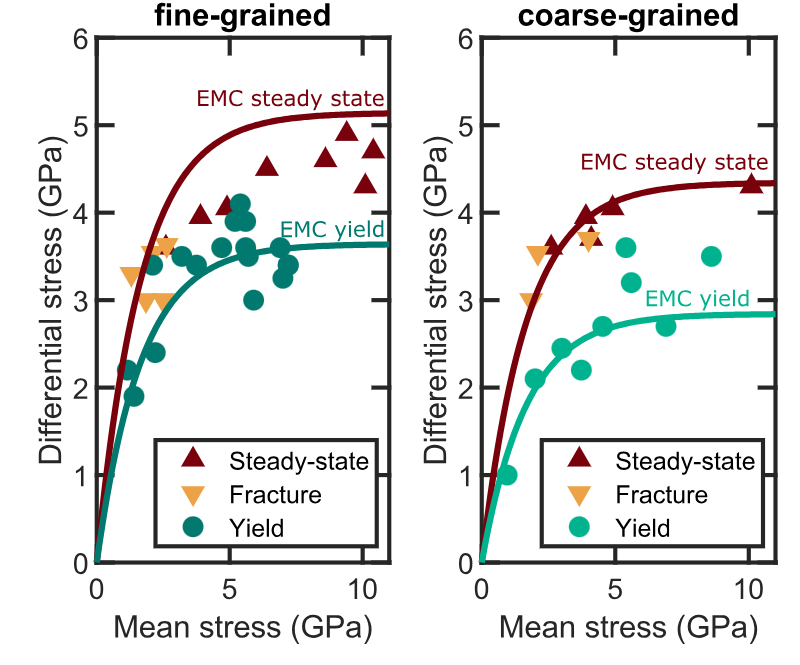 fine-grained
6
5
4
3
2
1
0
Differential stress (GPa)
EMC steady state
EMC yield
Steady-state
Fracture
Yield
0 5 10
Mean stress (GPa)
coarse-grained
6
5
4
3
2
1
0
Differential stress (GPa)
EMC steady state
EMC yield
Steady-state
Fracture
Yield
0 5 10
Mean stress (GPa)